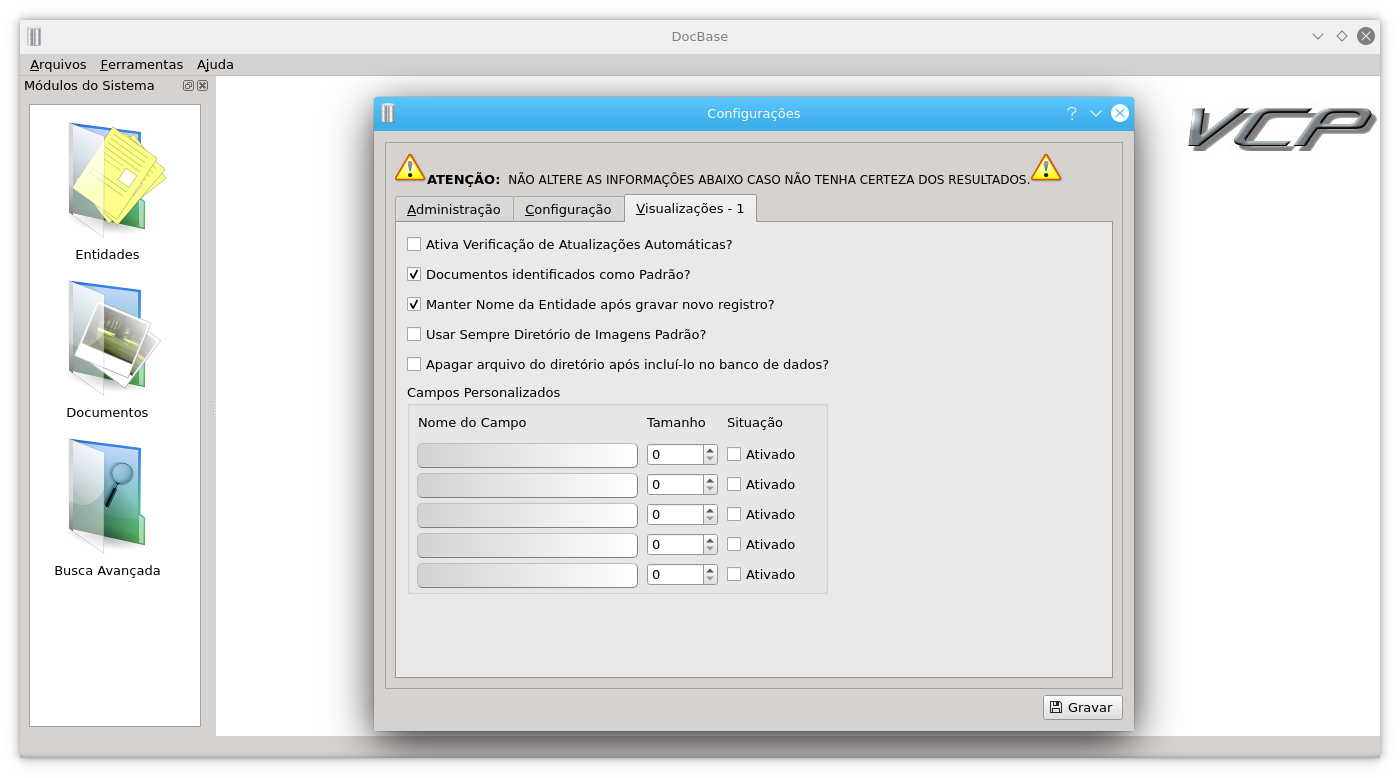 DocBase
Arquivos Ferramentas Ajuda
Módulos do Sistema
Entidades
Documentos
Busca Avançada
VCP
Configurações
ATENÇÃO: NÃO ALTERE AS INFORMAÇÕES ABAIXO CASO NÃO TENHA CERTEZA DOS RESULTADOS.
Administração Configuração Visualizações - 1
Ativa Verificação de Atualizações Automáticas?
Documentos identificados como Padrão?
Manter Nome da Entidade após gravar novo registro?
Usar Sempre Diretório de Imagens Padrão?
Apagar arquivo do diretório após incluí-lo no banco de dados?
Campos Personalizados
Nome do Campo Tamanho Situação
0 Ativado
0 Ativado
0 Ativado
0 Ativado
0 Ativado
Gravar